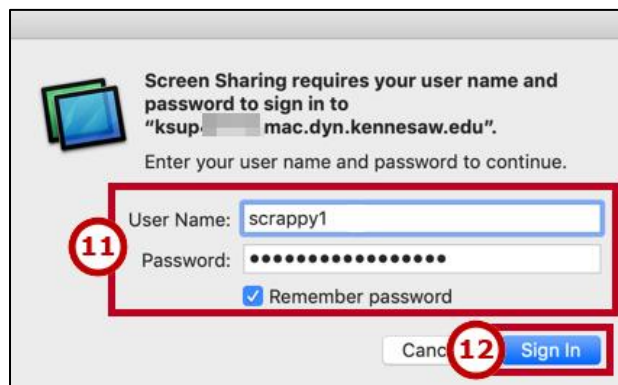 Screen Sharing requires your user name and
password to sign in to
“ksup mac.dyn.kennesaw.edu”.
Enter your user name and password to continue.
11
User Name: scrappy1
Password: •••••••••••••••••
Remember password
Canc 12 Sign In